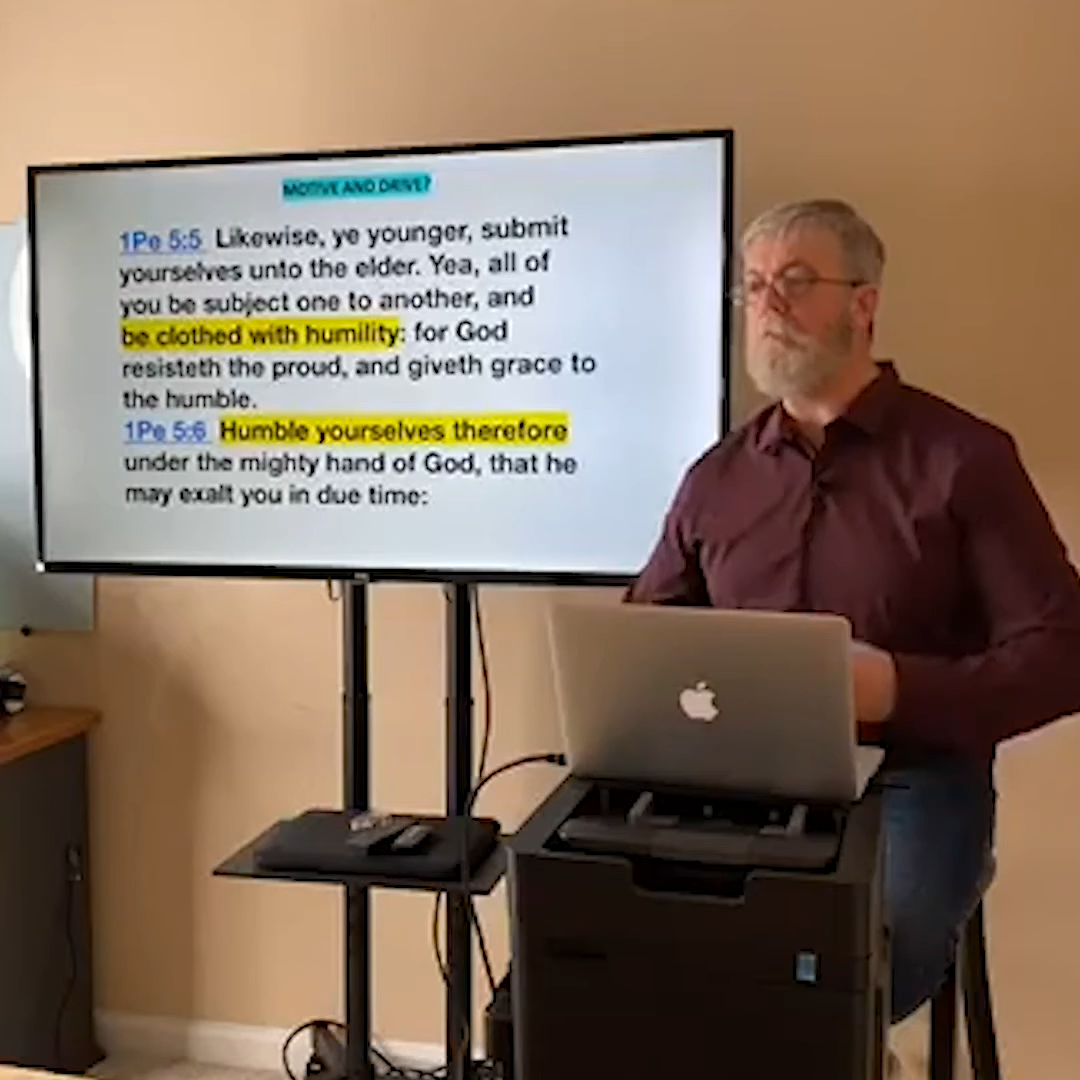 MOTIVE AND DRIVE?
1Pe 5:5 Likewise, ye younger, submit
yourselves unto the elder. Yea, all of
you be subject one to another, and
be clothed with humility: for God
resisteth the proud, and giveth grace to
the humble.
1Pe 5:6 Humble yourselves therefore
under the mighty hand of God, that he
may exalt you in due time: